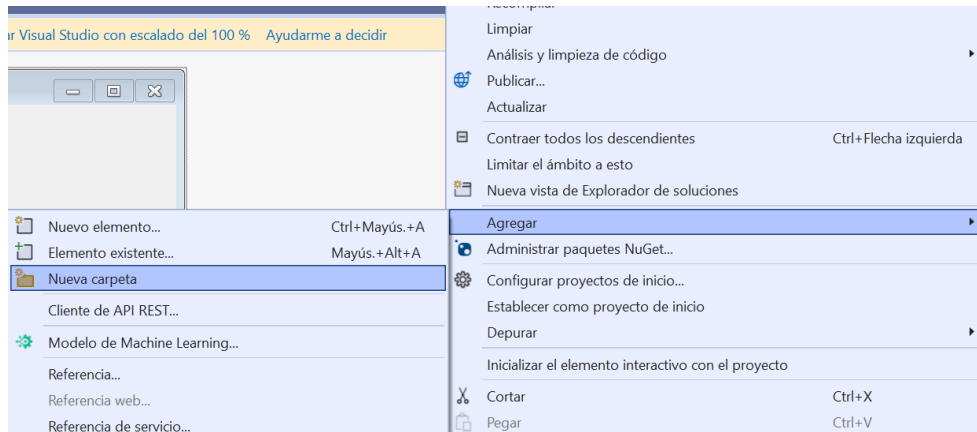 Recompilar
ar Visual Studio con escalado del 100 % Ayudarme a decidir
Limpiar
Análisis y limpieza de código
Publicar...
Actualizar
Contraer todos los descendientes Ctrl+Flecha izquierda
Limitar el ámbito a esto
Nueva vista de Explorador de soluciones
Agregar
Administrar paquetes NuGet...
Configurar proyectos de inicio...
Establecer como proyecto de inicio
Depurar
Inicializar el elemento interactivo con el proyecto
Cortar Ctrl+X
Pegar Ctrl+V
Nuevo elemento... Ctrl+Mayús.+A
Elemento existente... Mayús.+Alt+A
Nueva carpeta
Cliente de API REST...
Modelo de Machine Learning...
Referencia...
Referencia web...
Referencia de servicio...